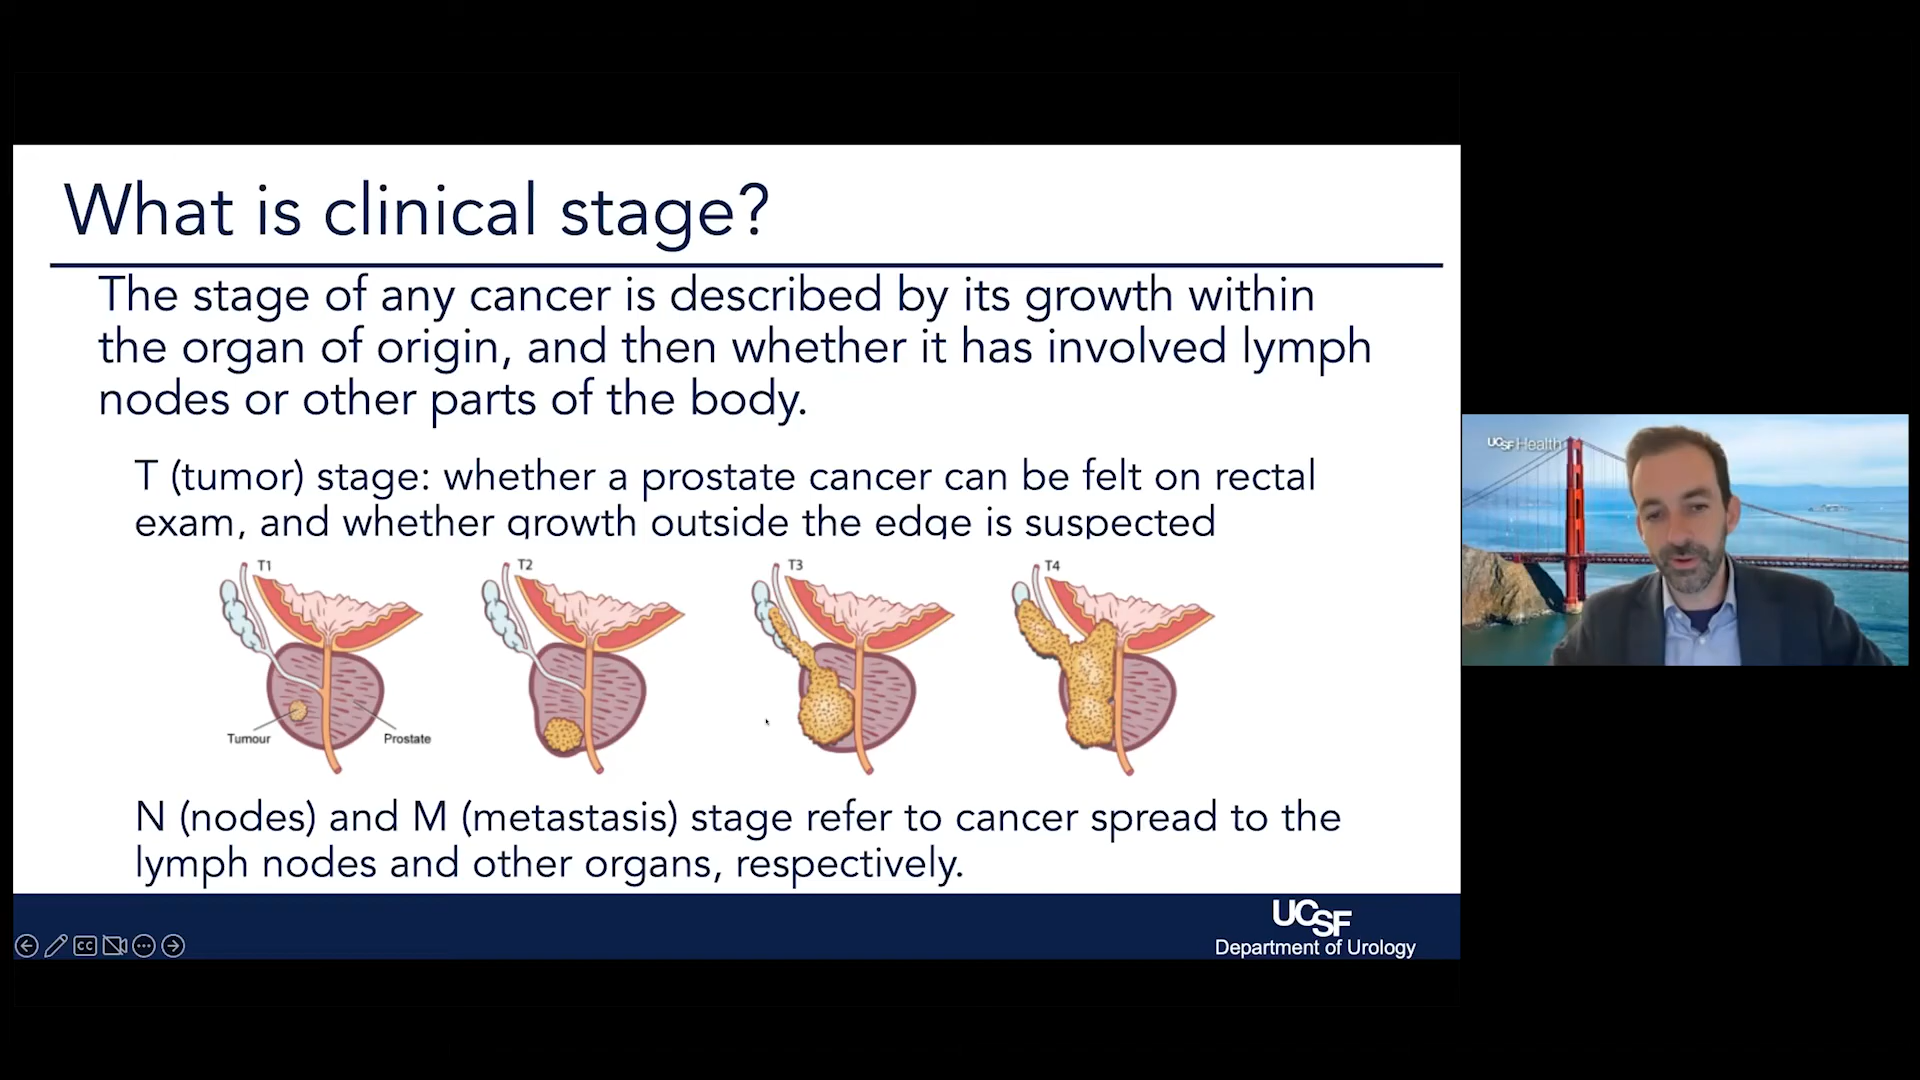 What is clinical stage?
The stage of any cancer is described by its growth within
the organ of origin, and then whether it has involved lymph
nodes or other parts of the body.
T (tumor) stage: whether a prostate cancer can be felt on rectal
exam, and whether growth outside the edge is suspected
T1
T2
T3
T4
Tumour
Prostate
N (nodes) and M (metastasis) stage refer to cancer spread to the
lymph nodes and other organs, respectively.
UCSF
Department of Urology
CC
UCSF Health